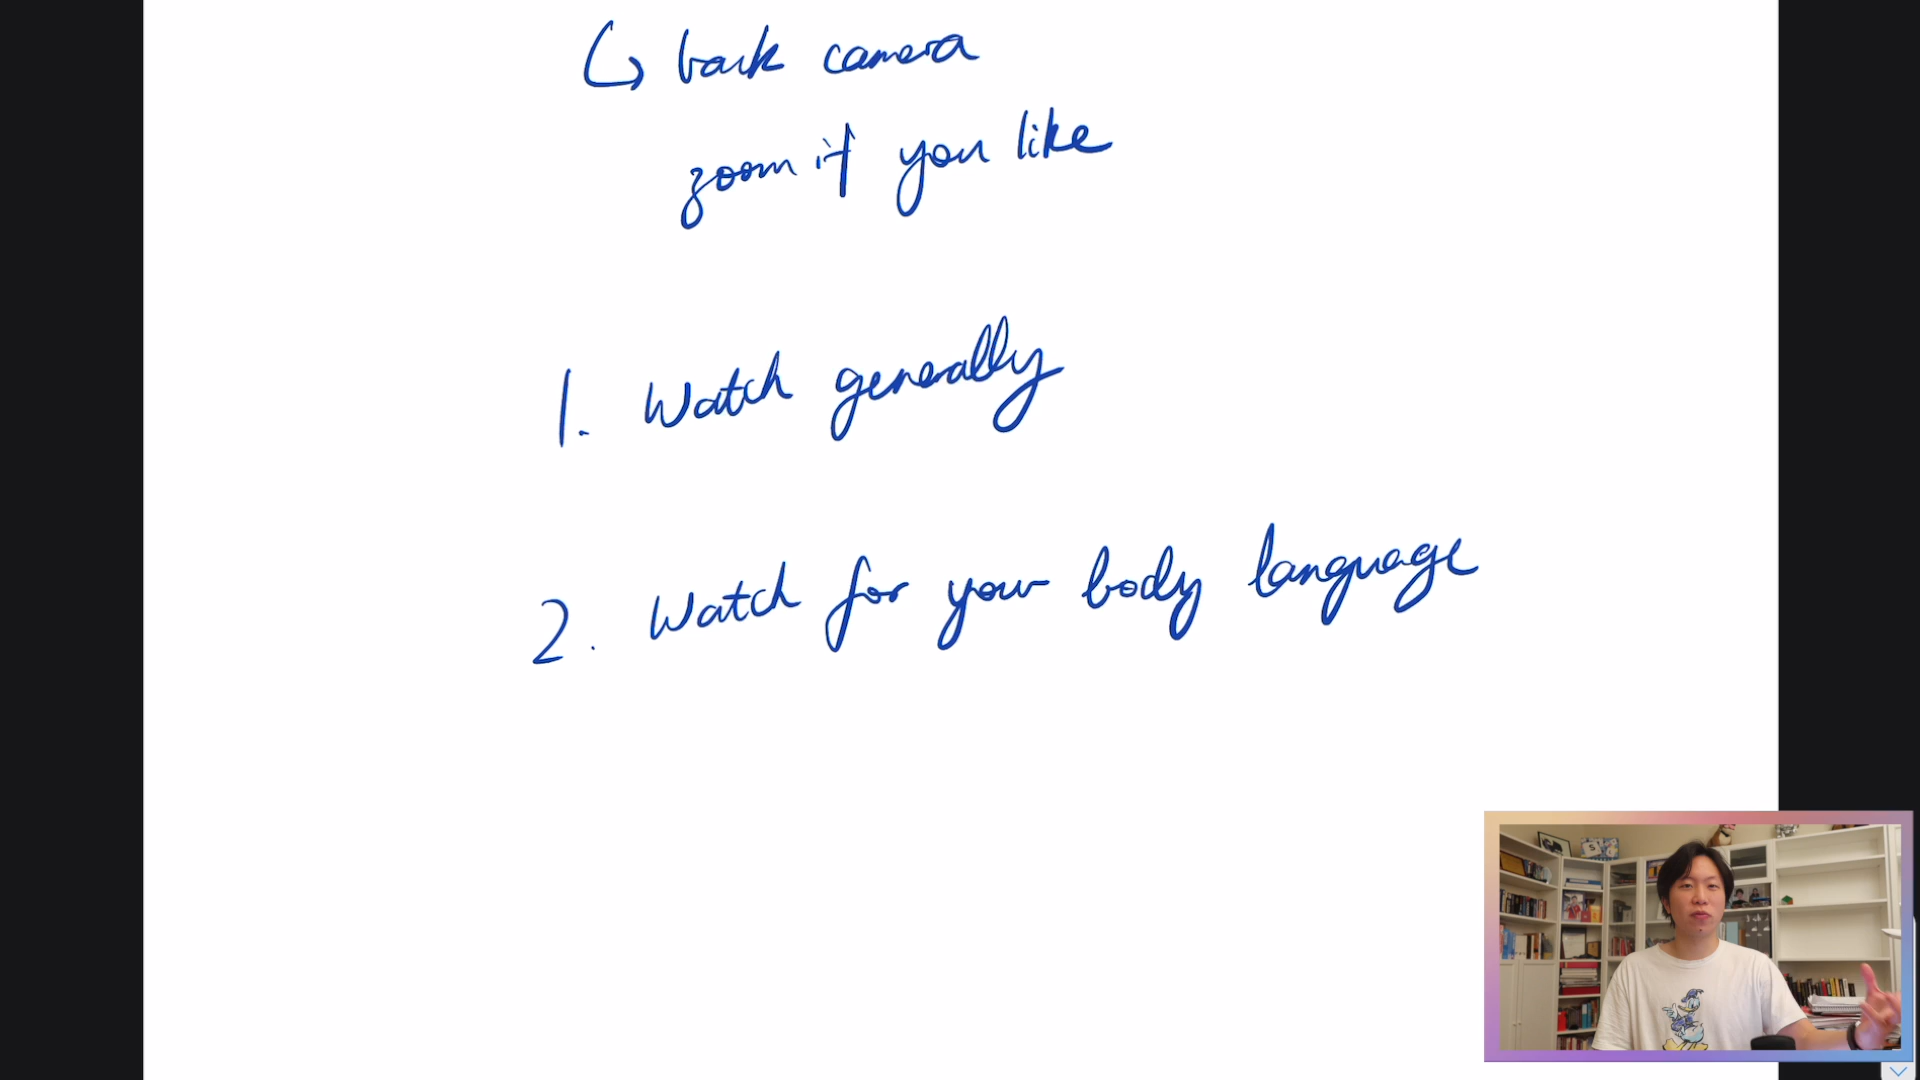 ↳ back camera
zoom if you like
1. Watch generally
2. Watch for your body language